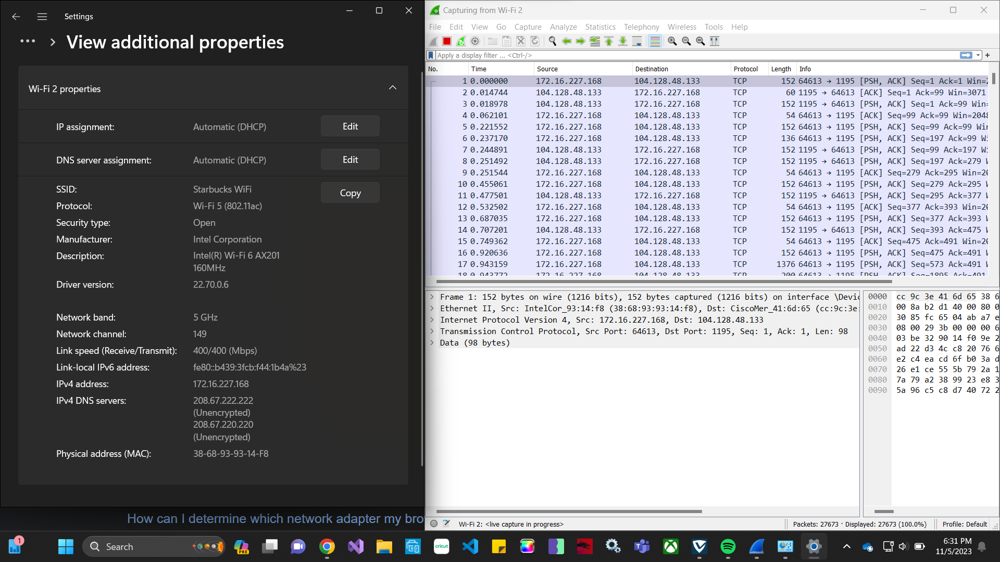 Settings
View additional properties
Wi-Fi 2 properties
IP assignment: Automatic (DHCP) Edit
DNS server assignment: Automatic (DHCP) Edit
SSID: Starbucks WiFi Copy
Protocol: Wi-Fi 5 (802.11ac)
Security type: Open
Manufacturer: Intel Corporation
Description: Intel(R) Wi-Fi 6 AX201
160MHz
Driver version: 22.70.0.6
Network band: 5 GHz
Network channel: 149
Link speed (Receive/Transmit): 400/400 (Mbps)
Link-local IPv6 address: fe80::b439:3fcb:f44:1b4a%23
IPv4 address: 172.16.227.168
IPv4 DNS servers: 208.67.222.222
(Unencrypted)
208.67.220.220
(Unencrypted)
Physical address (MAC): 38-68-93-93-14-F8
How can I determine which network adapter my bro
Capturing from Wi-Fi 2
File Edit View Go Capture Analyze Statistics Telephony Wireless Tools Help
Apply a display filter ... <Ctrl-/>
No. Time Source Destination Protocol Length Info
1 0.000000 172.16.227.168 104.128.48.133 TCP 152 64613 → 1195 [PSH, ACK] Seq=1 Ack=1 Win=2
2 0.014744 104.128.48.133 172.16.227.168 TCP 60 1195 → 64613 [ACK] Seq=1 Ack=99 Win=3071
3 0.018978 104.128.48.133 172.16.227.168 TCP 152 1195 → 64613 [PSH, ACK] Seq=1 Ack=99 Win=
4 0.062101 172.16.227.168 104.128.48.133 TCP 54 64613 → 1195 [ACK] Seq=99 Ack=99 Win=2048
5 0.221552 172.16.227.168 104.128.48.133 TCP 152 64613 → 1195 [PSH, ACK] Seq=99 Ack=99 Wi
6 0.237170 172.16.227.168 104.128.48.133 TCP 136 64613 → 1195 [PSH, ACK] Seq=197 Ack=99 Wi
7 0.244891 104.128.48.133 172.16.227.168 TCP 152 1195 → 64613 [PSH, ACK] Seq=99 Ack=197 Wi
8 0.251492 104.128.48.133 172.16.227.168 TCP 152 1195 → 64613 [PSH, ACK] Seq=197 Ack=279 W
9 0.251544 172.16.227.168 104.128.48.133 TCP 54 64613 → 1195 [ACK] Seq=279 Ack=295 Win=20
10 0.455061 172.16.227.168 104.128.48.133 TCP 152 64613 → 1195 [PSH, ACK] Seq=279 Ack=295 W
11 0.477501 104.128.48.133 172.16.227.168 TCP 152 1195 → 64613 [PSH, ACK] Seq=295 Ack=377 W
12 0.532502 172.16.227.168 104.128.48.133 TCP 54 64613 → 1195 [ACK] Seq=377 Ack=393 Win=20
13 0.687035 172.16.227.168 104.128.48.133 TCP 152 64613 → 1195 [PSH, ACK] Seq=377 Ack=393 W
14 0.707201 104.128.48.133 172.16.227.168 TCP 152 1195 → 64613 [PSH, ACK] Seq=393 Ack=475 W
15 0.749362 172.16.227.168 104.128.48.133 TCP 54 64613 → 1195 [ACK] Seq=475 Ack=491 Win=20
16 0.920636 172.16.227.168 104.128.48.133 TCP 152 64613 → 1195 [PSH, ACK] Seq=475 Ack=491 W
17 0.943159 172.16.227.168 104.128.48.133 TCP 1376 64613 → 1195 [PSH, ACK] Seq=573 Ack=491 W
18 0.943772 172.16.227.168 104.128.48.133 TCP 200 64613 → 1195 [PSH, ACK] Seq=1895 Ack=491
Frame 1: 152 bytes on wire (1216 bits), 152 bytes captured (1216 bits) on interface \Devic
Ethernet II, Src: IntelCor_93:14:f8 (38:68:93:93:14:f8), Dst: CiscoMer_41:6d:65 (cc:9c:3e:
Internet Protocol Version 4, Src: 172.16.227.168, Dst: 104.128.48.133
Transmission Control Protocol, Src Port: 64613, Dst Port: 1195, Seq: 1, Ack: 1, Len: 98
Data (98 bytes)
0000 cc 9c 3e 41 6d 65 38 6
0010 00 8a b2 d1 40 00 80 0
0020 30 85 fc 65 04 ab a7 e
0030 08 00 29 3b 00 00 00 6
0040 03 be 32 90 14 f0 9e 2
0050 ad 22 d3 4c c8 20 76 6
0060 e2 c4 ea cd 6f b0 3a d
0070 26 e1 ce 55 5b 79 2a 1
0080 7a 79 a2 38 99 23 e8 3
0090 5a 96 c5 c8 d7 40 72 2
Wi-Fi 2: <live capture in progress>
Packets: 27673 · Displayed: 27673 (100.0%)
Profile: Default
1
Search
PRE
cricut
6:31 PM
11/5/2023